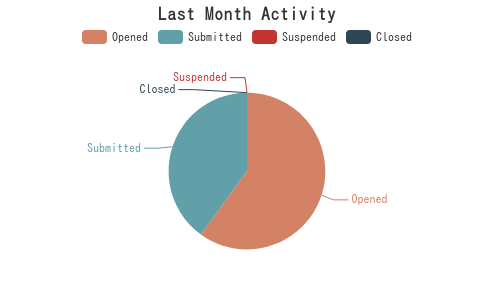 Last Month Activity
Opened Submitted Suspended Closed
Suspended
Closed
Submitted
Opened